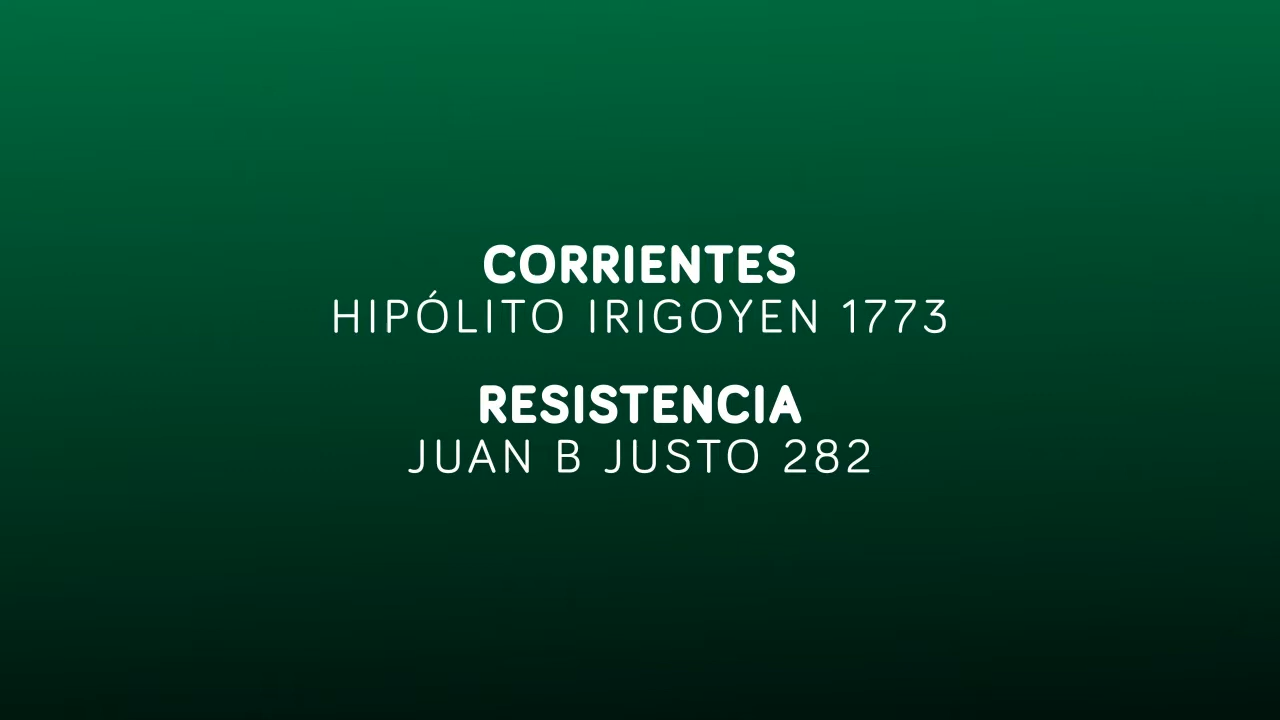 CORRIENTES
HIPÓLITO IRIGOYEN 1773
RESISTENCIA
JUAN B JUSTO 282